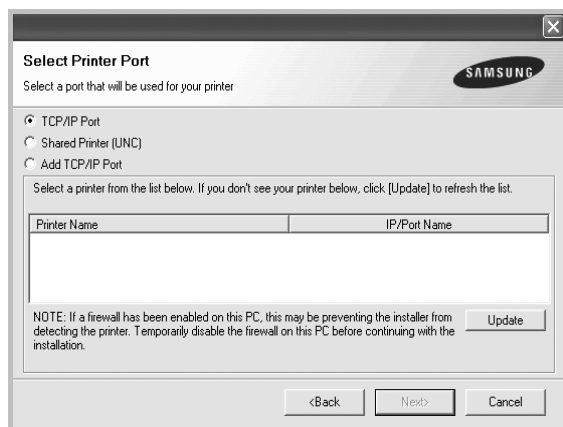 Select Printer Port
Select a port that will be used for your printer
SAMSUNG
TCP/IP Port
Shared Printer (UNC)
Add TCP/IP Port
Select a printer from the list below. If you don't see your printer below, click [Update] to refresh the list.
Printer Name IP/Port Name
NOTE: If a firewall has been enabled on this PC, this may be preventing the installer from
detecting the printer. Temporarily disable the firewall on this PC before continuing with the
installation.
Update
<Back Next> Cancel